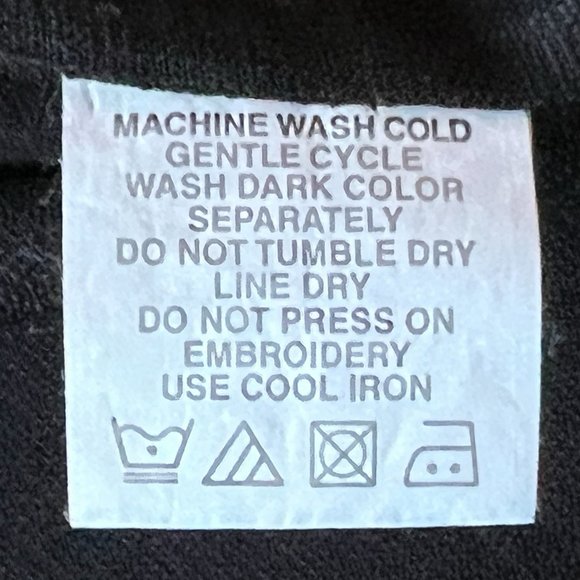 MACHINE WASH COLD
GENTLE CYCLE
WASH DARK COLOR
SEPARATELY
DO NOT TUMBLE DRY
LINE DRY
DO NOT PRESS ON
EMBROIDERY
USE COOL IRON